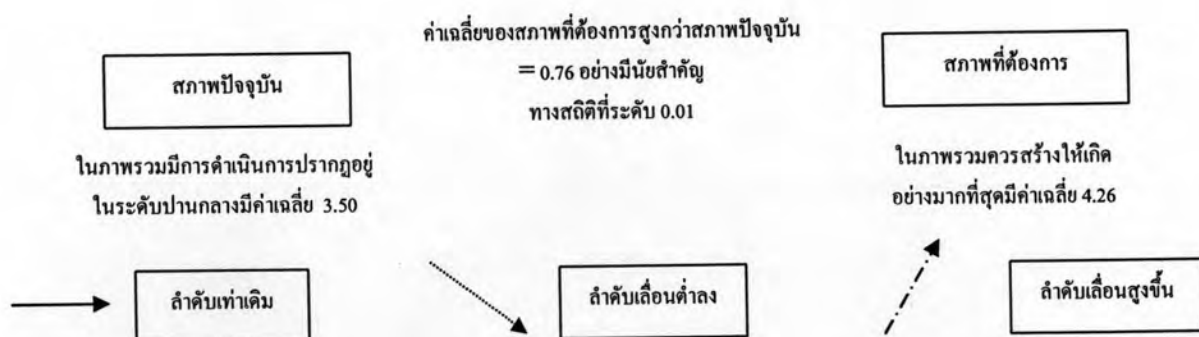 ค่าเฉลี่ยของสภาพที่ต้องการสูงกว่าสภาพปัจจุบัน
= 0.76 อย่างมีนัยสำคัญ
ทางสถิติที่ระดับ 0.01
สภาพปัจจุบัน
สภาพที่ต้องการ
ในภาพรวมมีการดำเนินการปรากฏอยู่
ในระดับปานกลางมีค่าเฉลี่ย 3.50
ในภาพรวมควรสร้างให้เกิด
อย่างมากที่สุดมีค่าเฉลี่ย 4.26
ลำดับเท่าเดิม
ลำดับเลื่อนต่ำลง
ลำดับเลื่อนสูงขึ้น